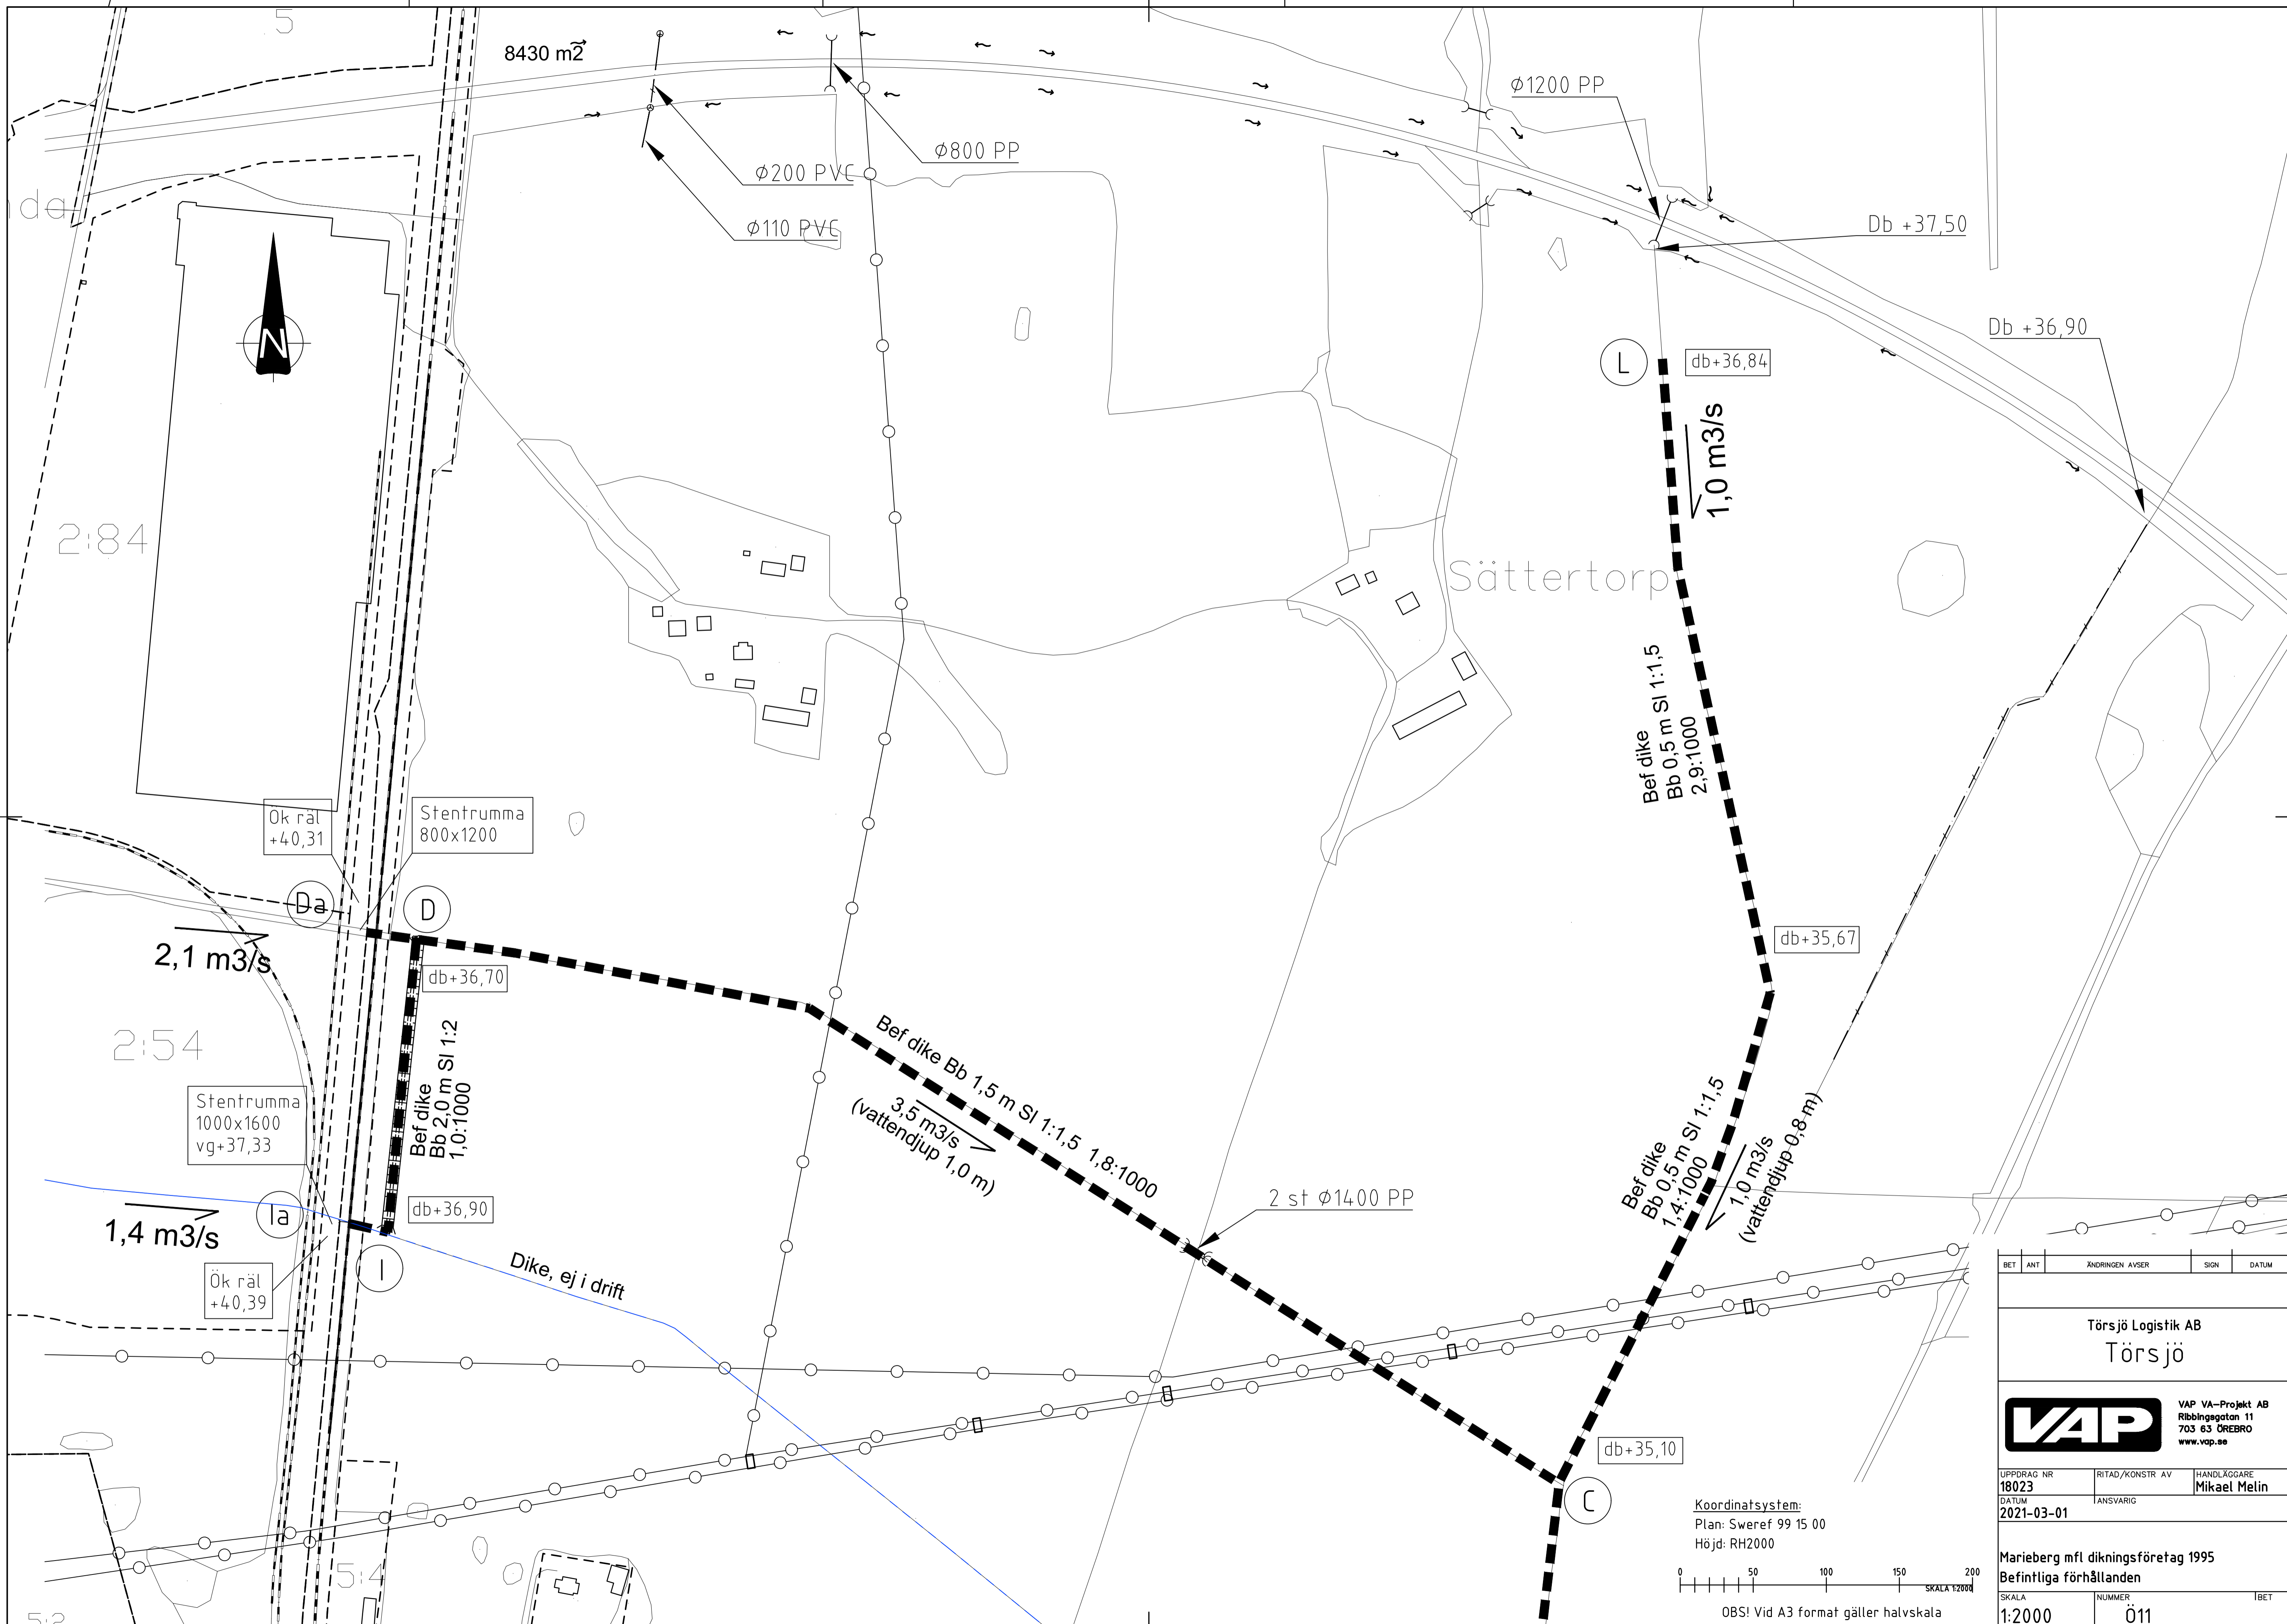 5
8430 m2
φ1200 PP
φ800 PP
φ200 PVC
φ110 PVC
Db +37,50
Db +36,90
N
L
db+36,84
1,0 m3/s
2:84
Sättertorp
Bef dike
Bb 0,5 m Sl 1:1,5
2,9:1000
Ök räl
+40,31
Stentrumma
800x1200
Da
D
2,1 m3/s
db+36,70
db+35,67
2:54
Bef dike
Bb 2,0 m Sl 1:2
1,0:1000
Bef dike Bb 1,5 m Sl 1:1,5 1,8:1000
3,5 m3/s
(vattendjup 1,0 m)
Bef dike
Bb 0,5 m Sl 1:1,5
1,4:1000
1,0 m3/s
(vattendjup 0,8 m)
Stentrumma
1000x1600
vg+37,33
Ia
1,4 m3/s
db+36,90
I
2 st φ1400 PP
Ök räl
+40,39
Dike, ej i drift
db+35,10
C
5:4
Koordinatsystem:
Plan: Sweref 99 15 00
Höjd: RH2000
0 50 100 150 200
SKALA 1:2000
OBS! Vid A3 format gäller halvskala
BET ANT ÄNDRINGEN AVSER SIGN DATUM
Törsjö Logistik AB
Törsjö
VAP
VAP VA-Projekt AB
Ribbingsgatan 11
703 63 ÖREBRO
www.vap.se
UPPDRAG NR RITAD/KONSTR AV HANDLÄGGARE
18023 Mikael Melin
DATUM ANSVARIG
2021-03-01
Marieberg mfl dikningsföretag 1995
Befintliga förhållanden
SKALA NUMMER BET
1:2000 Ö11